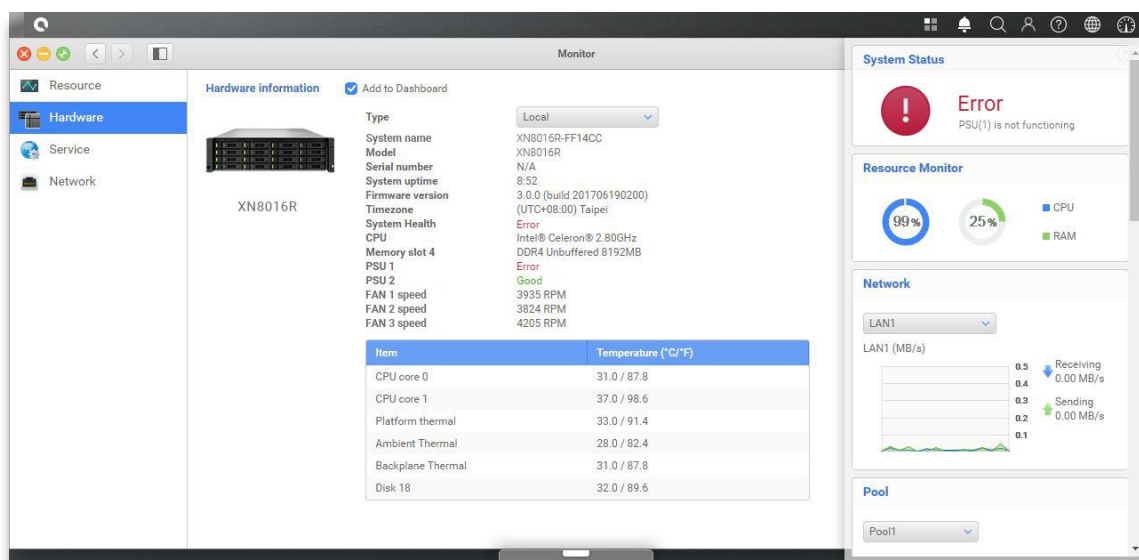 Monitor
Resource
Hardware
Service
Network
Hardware information
Add to Dashboard
XN8016R
Type Local
System name XN8016R-FF14CC
Model XN8016R
Serial number N/A
System uptime 8:52
Firmware version 3.0.0 (build 201706190200)
Timezone (UTC+08:00) Taipei
System Health Error
CPU Intel® Celeron® 2.80GHz
Memory slot 4 DDR4 Unbuffered 8192MB
PSU 1 Error
PSU 2 Good
FAN 1 speed 3935 RPM
FAN 2 speed 3824 RPM
FAN 3 speed 4205 RPM
Item Temperature (°C/°F)
CPU core 0 31.0 / 87.8
CPU core 1 37.0 / 98.6
Platform thermal 33.0 / 91.4
Ambient Thermal 28.0 / 82.4
Backplane Thermal 31.0 / 87.8
Disk 18 32.0 / 89.6
System Status
Error
PSU(1) is not functioning
Resource Monitor
99% 25%
CPU
RAM
Network
LAN1
LAN1 (MB/s)
0.5
0.4
0.3
0.2
0.1
Receiving
0.00 MB/s
Sending
0.00 MB/s
Pool
Pool1